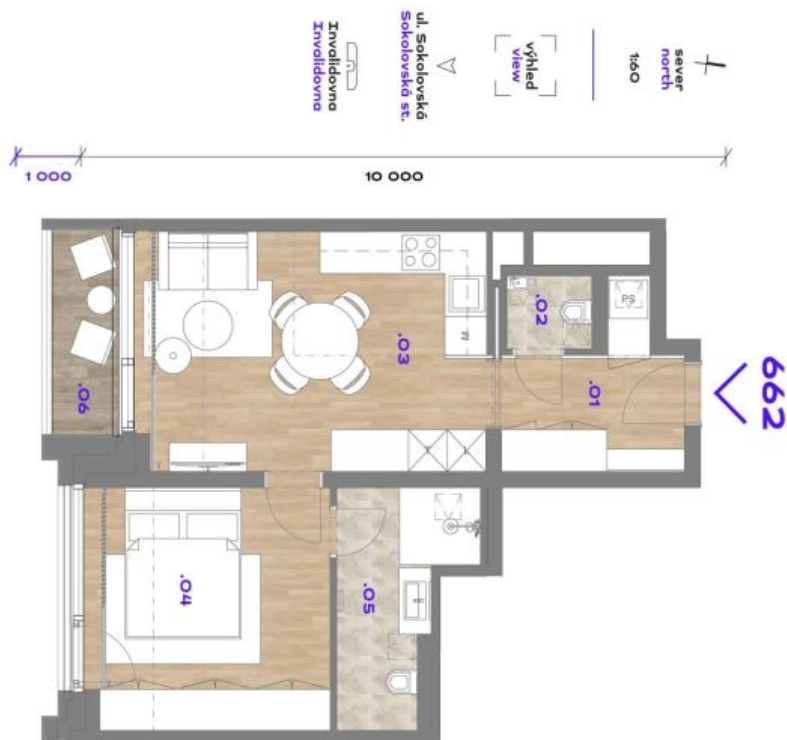 sever
north
1:60
výhled
view
ul. Sokolovská
Sokolovská st.
Invalidovna
Invalidovna
1 000
10 000
662
.01
.02
.03
.04
.05
.06
PS